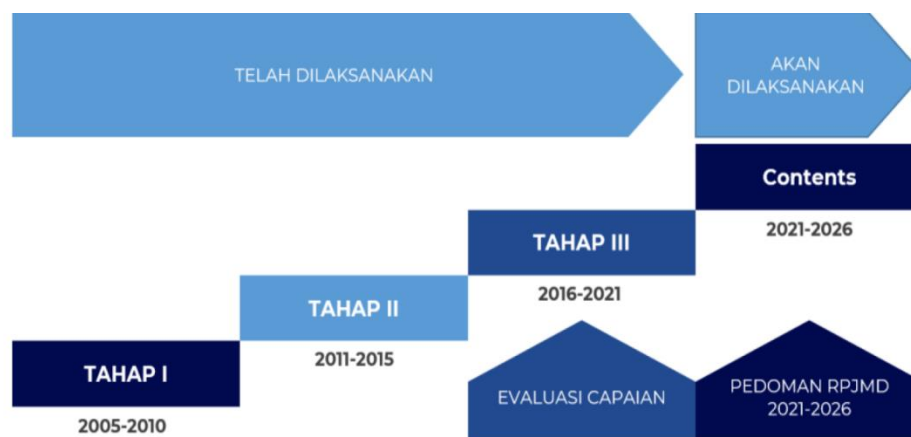 TELAH DILAKSANAKAN
AKAN
DILAKSANAKAN
Contents
2021-2026
TAHAP III
2016-2021
TAHAP II
2011-2015
TAHAP I
2005-2010
EVALUASI CAPAIAN
PEDOMAN RPJMD
2021-2026